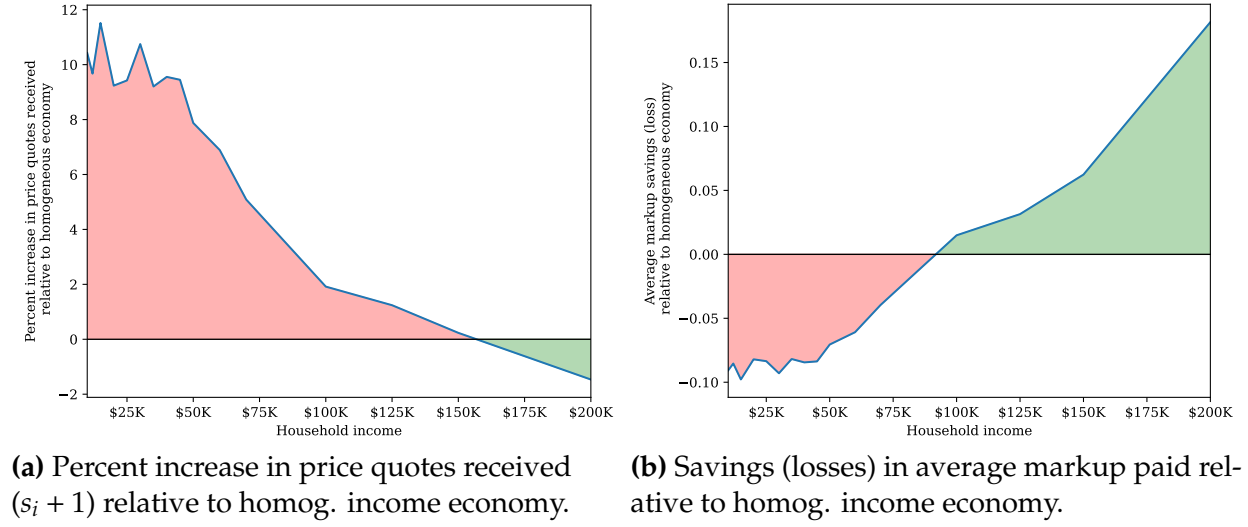 Percent increase in price quotes received
relative to homogeneous economy
12
10
8
6
4
2
0
−2
$25K $50K $75K $100K $125K $150K $175K $200K
Household income
(a) Percent increase in price quotes received
(sᵢ + 1) relative to homog. income economy.
Average markup savings (loss)
relative to homogeneous economy
0.15
0.10
0.05
0.00
−0.05
−0.10
$25K $50K $75K $100K $125K $150K $175K $200K
Household income
(b) Savings (losses) in average markup paid rel-
ative to homog. income economy.